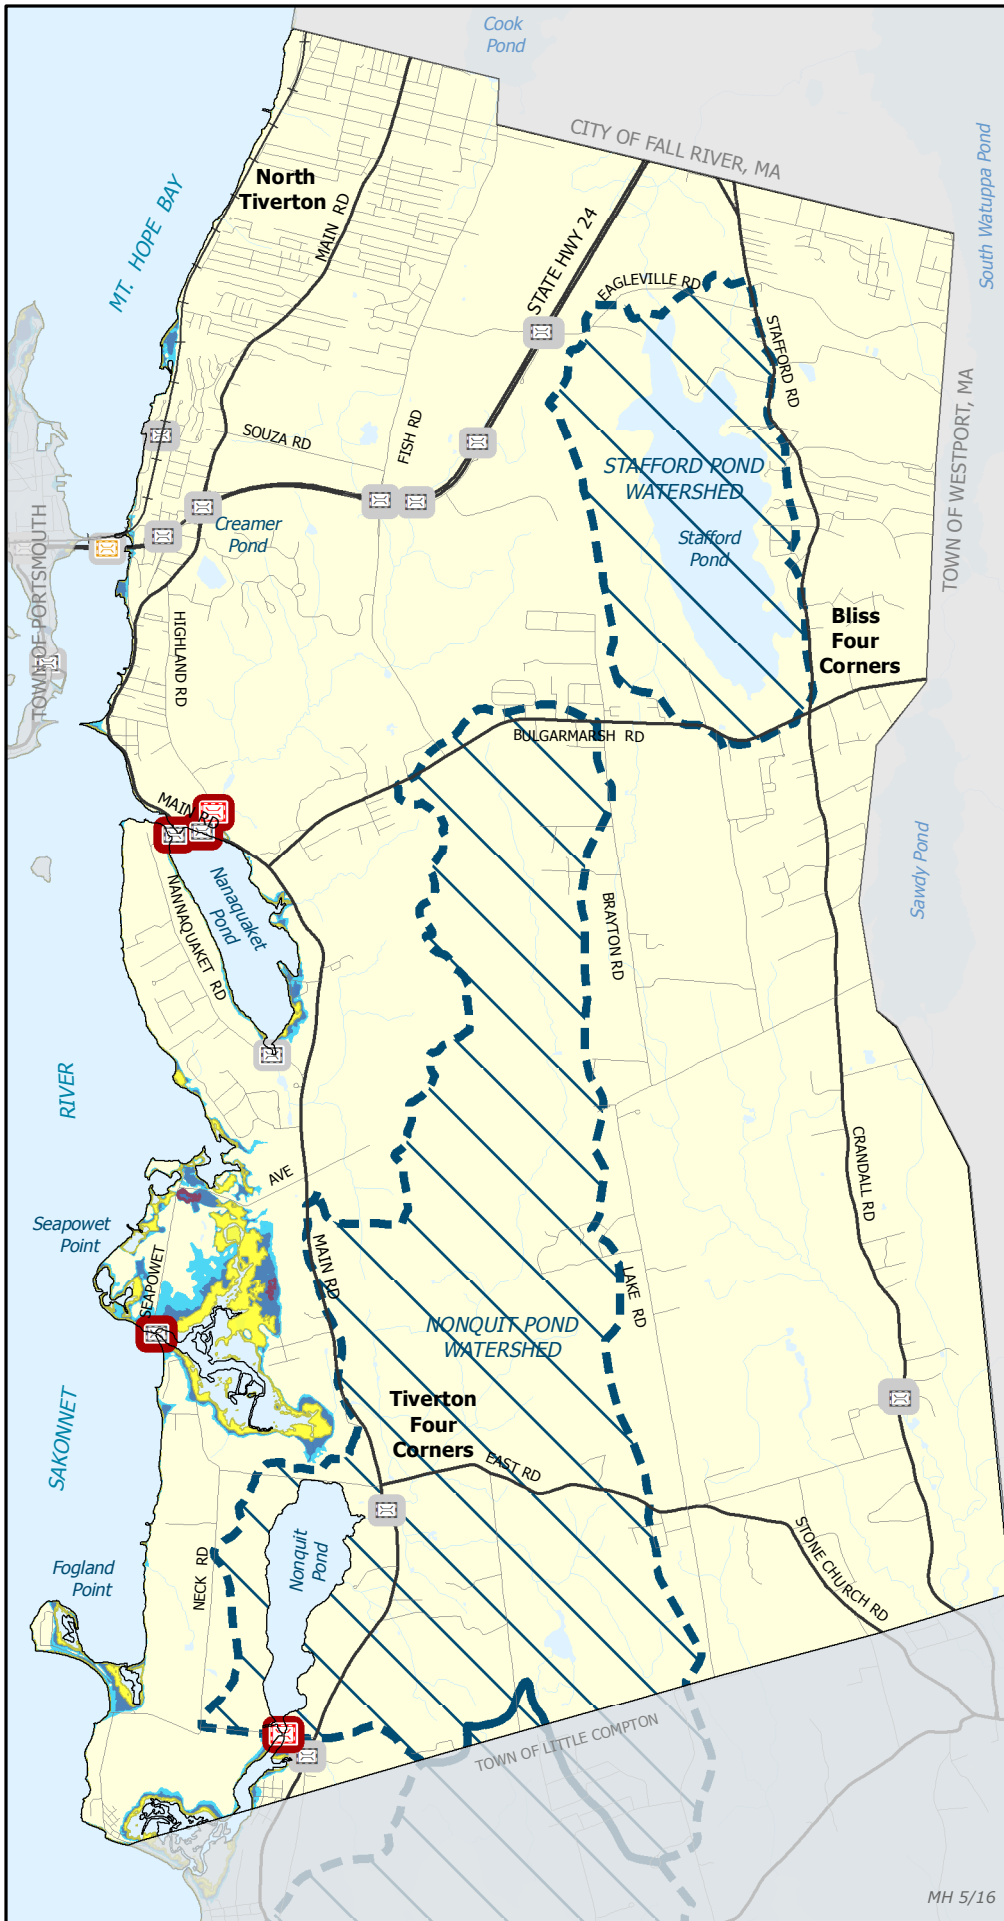 Cook
Pond
CITY OF FALL RIVER, MA
South Watuppa Pond
North
Tiverton
MAIN RD
MT. HOPE BAY
STATE HWY 24
EAGLEVILLE RD
STAFFORD RD
TOWN OF WESTPORT, MA
SOUZA RD
FISH RD
STAFFORD POND
WATERSHED
Creamer
Pond
Stafford
Pond
TOWN OF PORTSMOUTH
HIGHLAND RD
Bliss
Four
Corners
BULGARMARSH RD
MAIN RD
Nanaquaket
Pond
NANNAQUAKET RD
BRAYTON RD
Sawdy Pond
RIVER
CRANDALL RD
AVE
Seapowet
Point
SEAPOWET
MAIN RD
LAKE RD
NONQUIT POND
WATERSHED
Tiverton
Four
Corners
SAKONNET
EAST RD
STONE CHURCH RD
Fogland
Point
NECK RD
Nonquit
Pond
TOWN OF LITTLE COMPTON
MH 5/16